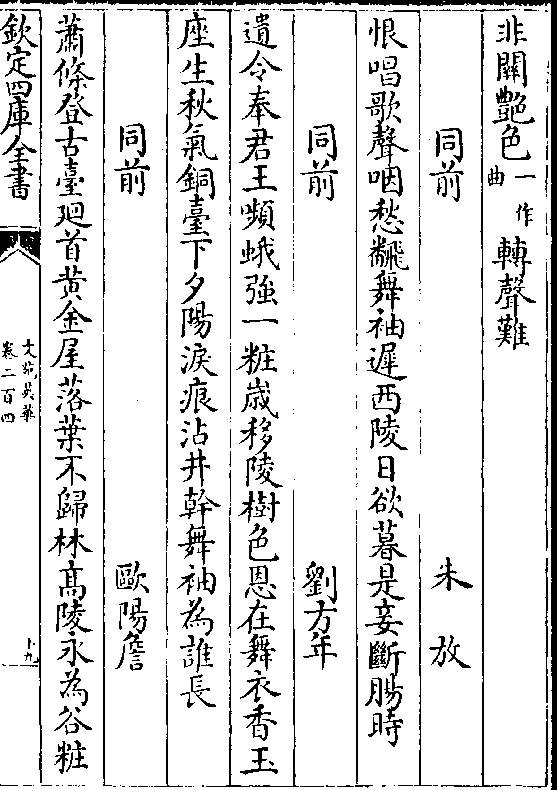 非關艶色一作曲轉聲難
同前 朱放
恨唱歌聲咽愁飜舞袖遲西陵日欲暮是妾斷腸時
同前 劉方年
遺令奉君王嚬蛾強一粧歳移陵樹色恩在舞衣香玉
座生秋氣銅臺下夕陽淚痕沾井幹舞袖為誰長
同前 歐陽詹
蕭條登古臺廻首黄金屋落葉不歸林高陵永為谷粧
欽定四庫全書
文苑英華
卷二百四
十九